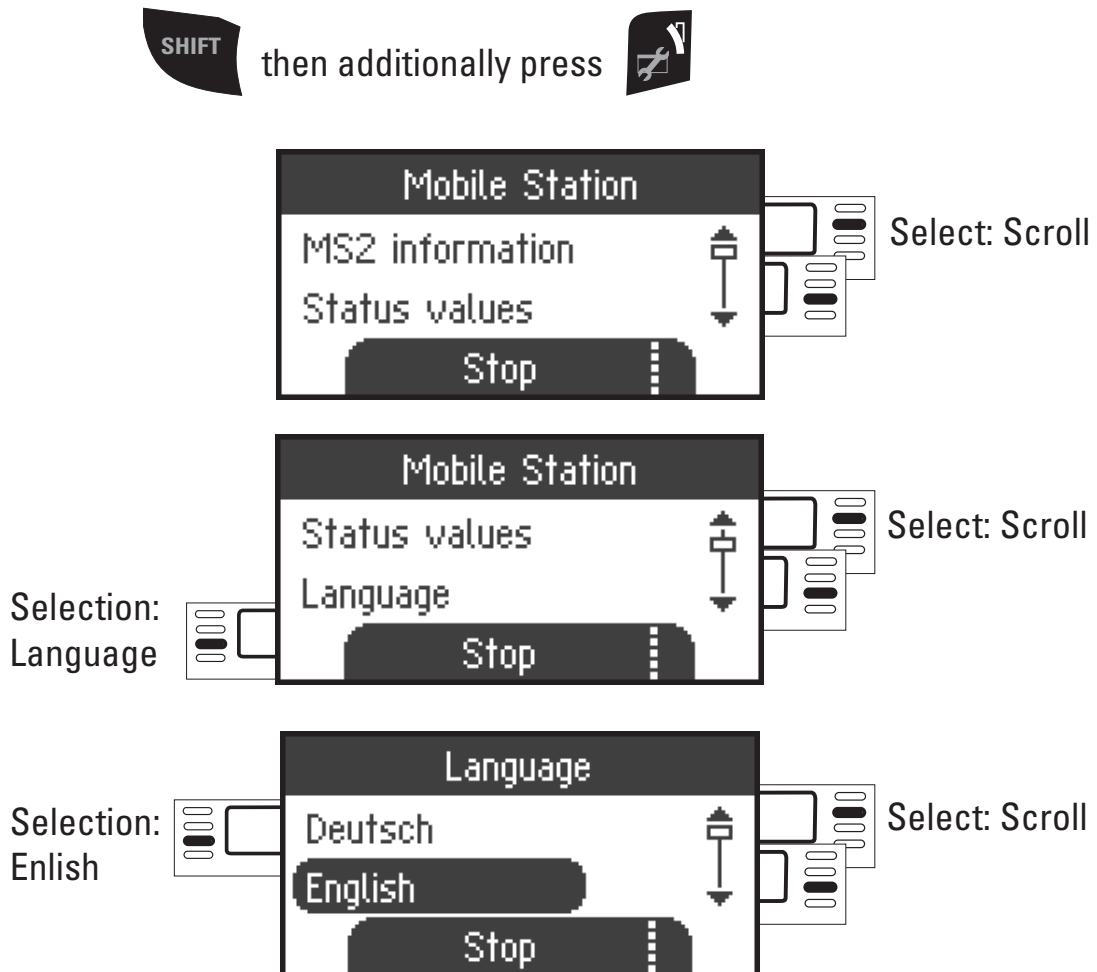 SHIFT
then additionally press
Mobile Station
MS2 information
Status values
Stop
Select: Scroll
Mobile Station
Status values
Language
Stop
Select: Scroll
Selection:
Language
Language
Deutsch
English
Stop
Select: Scroll
Selection:
Enlish